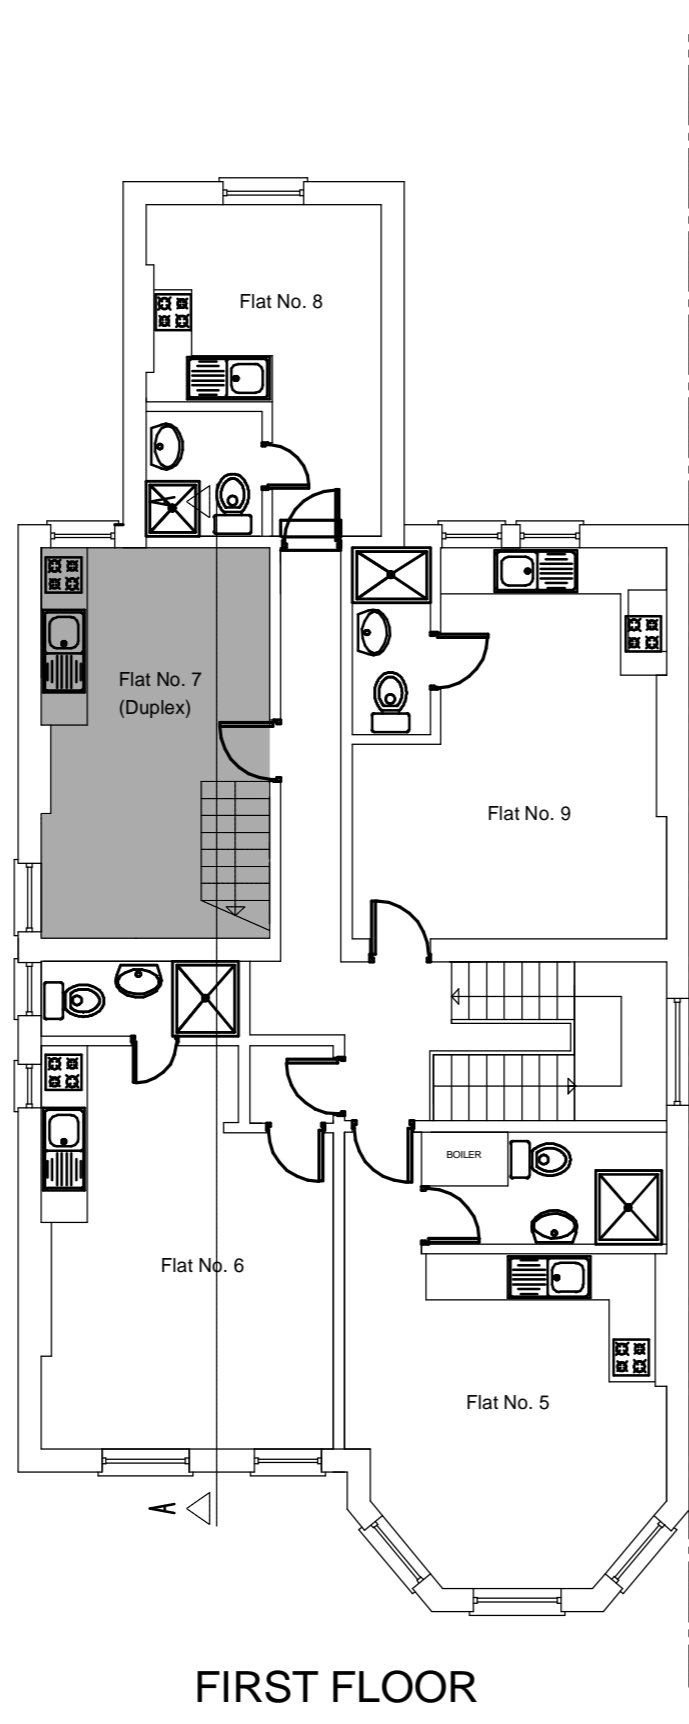 Flat No. 8
A
Flat No. 7
(Duplex)
Flat No. 9
BOILER
Flat No. 6
Flat No. 5
A
FIRST FLOOR